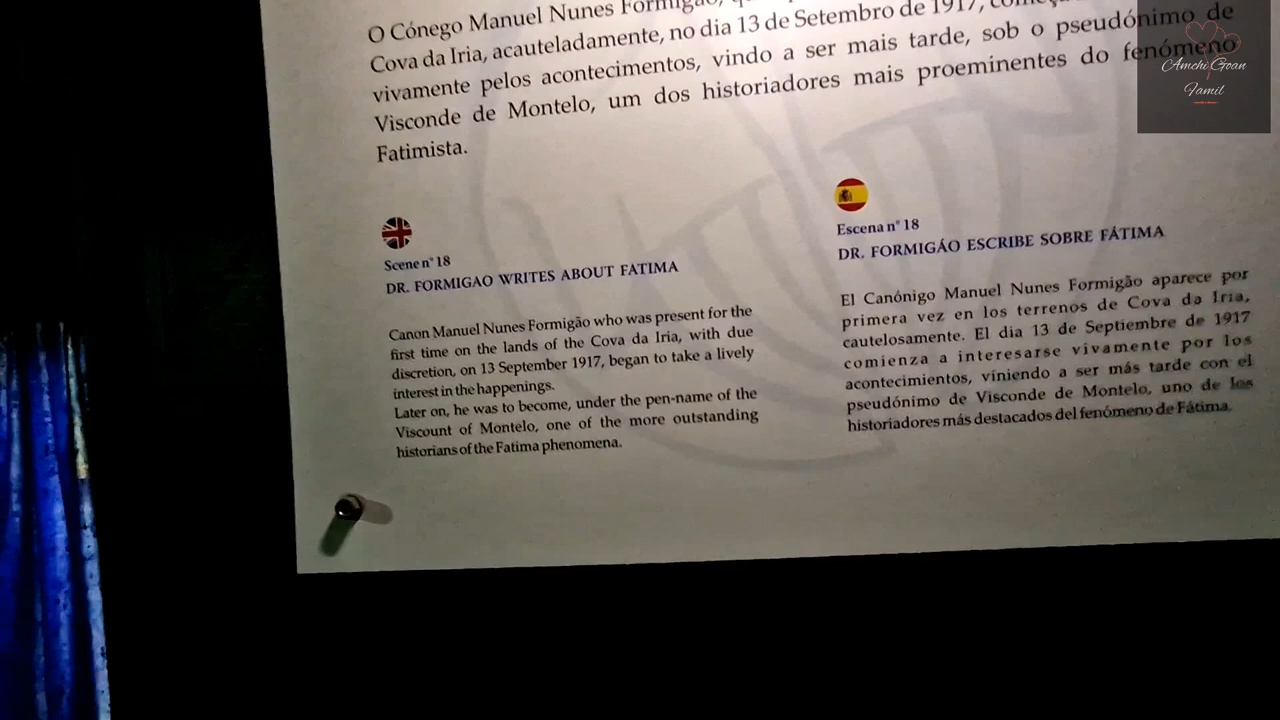 O Cónego Manuel Nunes Formigão,
Cova da Iria, acauteladamente, no dia 13 de Setembro de 1917,
vivamente pelos acontecimentos, vindo a ser mais tarde, sob o pseudónimo de
Visconde de Montelo, um dos historiadores mais proeminentes do fenómeno
Fatimista.
Scene nº 18
DR. FORMIGAO WRITES ABOUT FATIMA
Canon Manuel Nunes Formigão who was present for the
first time on the lands of the Cova da Iria, with due
discretion, on 13 September 1917, began to take a lively
interest in the happenings.
Later on, he was to become, under the pen-name of the
Viscount of Montelo, one of the more outstanding
historians of the Fatima phenomena.
Escena nº 18
DR. FORMIGÁO ESCRIBE SOBRE FÁTIMA
El Canónigo Manuel Nunes Formigão aparece por
primera vez en los terrenos de Cova da Iria,
cautelosamente. El dia 13 de Septiembre de 1917
comienza a interesarse vivamente por los
acontecimientos, viniendo a ser más tarde con el
pseudónimo de Visconde de Montelo, uno de los
historiadores más destacados del fenómeno de Fátima.
Amchi Goan
Famil